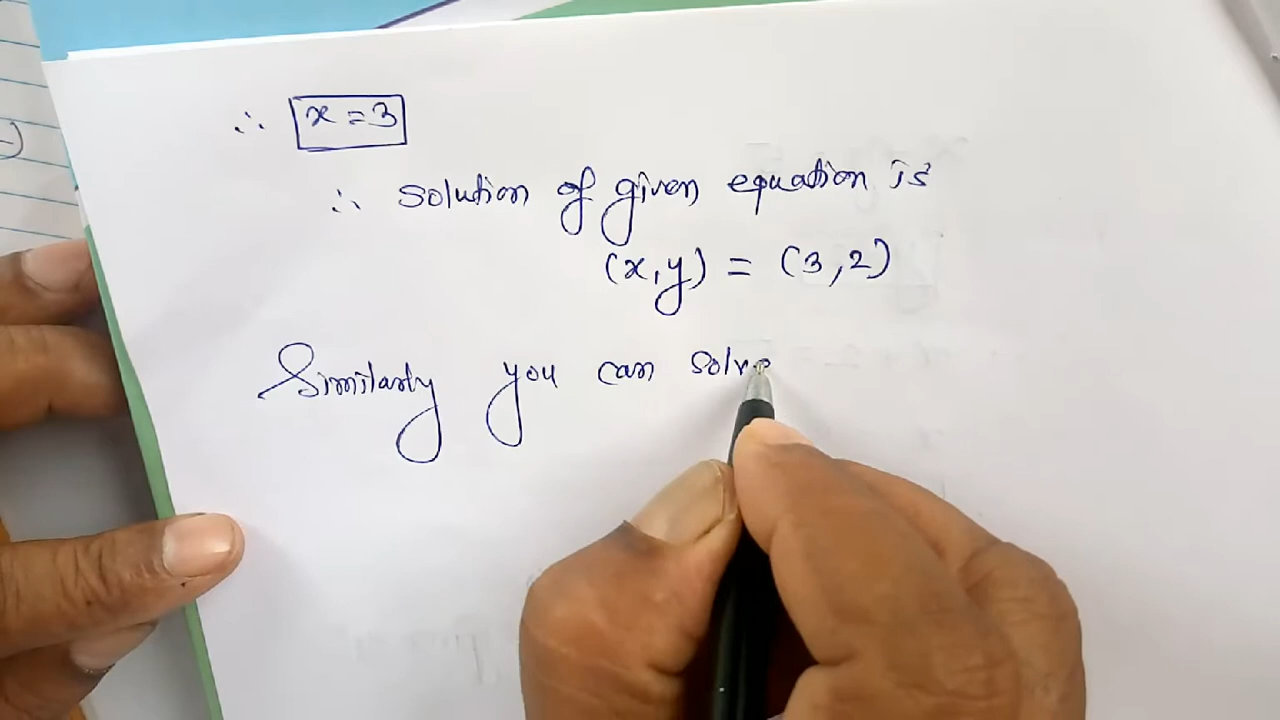 ∴ x = 3
∴ solution of given equation is
(x,y) = (3,2)
Similarly you can solve